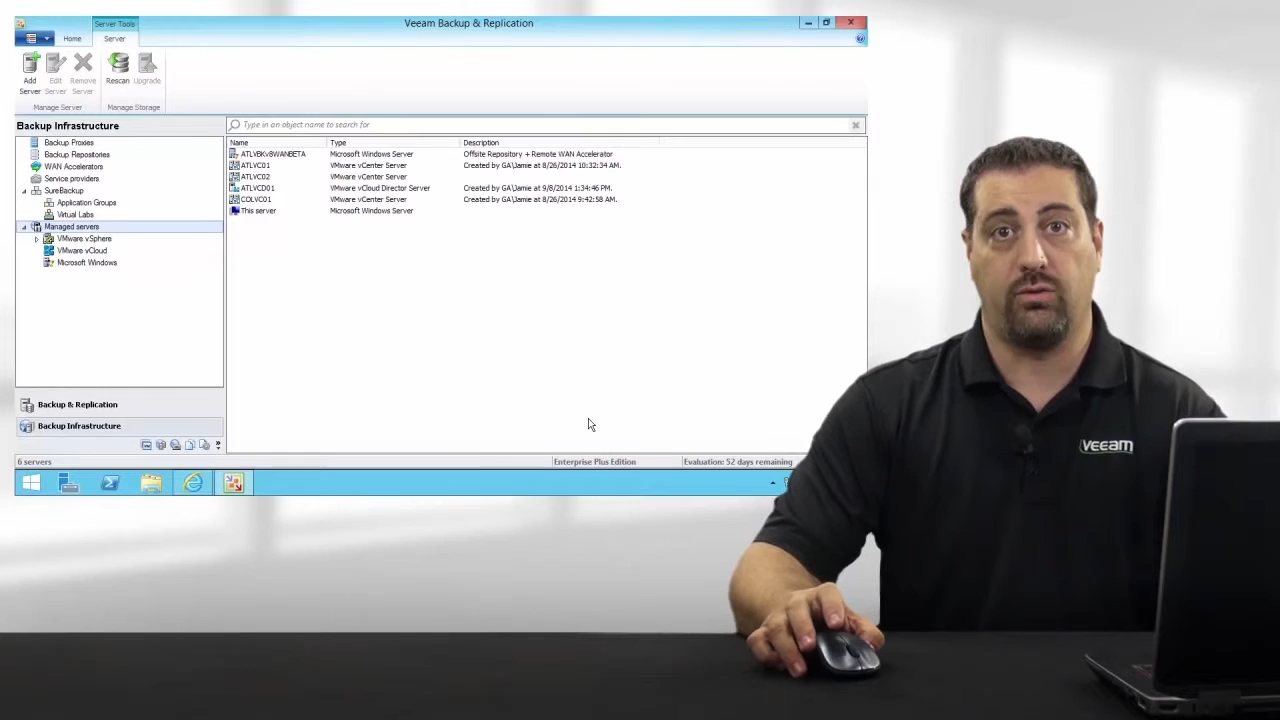 Server Tools
Veeam Backup & Replication
Home
Server
Add Server
Edit Server
Remove Server
Rescan
Upgrade
Manage Server
Manage Storage
Backup Infrastructure
Type in an object name to search for
Backup Proxies
Backup Repositories
WAN Accelerators
Service providers
SureBackup
Application Groups
Virtual Labs
Managed servers
VMware vSphere
VMware vCloud
Microsoft Windows
Name Type Description
ATLVBKv8WANBETA Microsoft Windows Server Offsite Repository + Remote WAN Accelerator
ATLVC01 VMware vCenter Server Created by GA\Jamie at 8/26/2014 10:32:34 AM.
ATLVC02 VMware vCenter Server
ATLVCD01 VMware vCloud Director Server Created by GA\Jamie at 9/8/2014 1:34:46 PM.
COLVC01 VMware vCenter Server Created by GA\Jamie at 8/26/2014 9:42:58 AM.
This server Microsoft Windows Server
Backup & Replication
Backup Infrastructure
6 servers
Enterprise Plus Edition
Evaluation: 52 days remaining
veeam